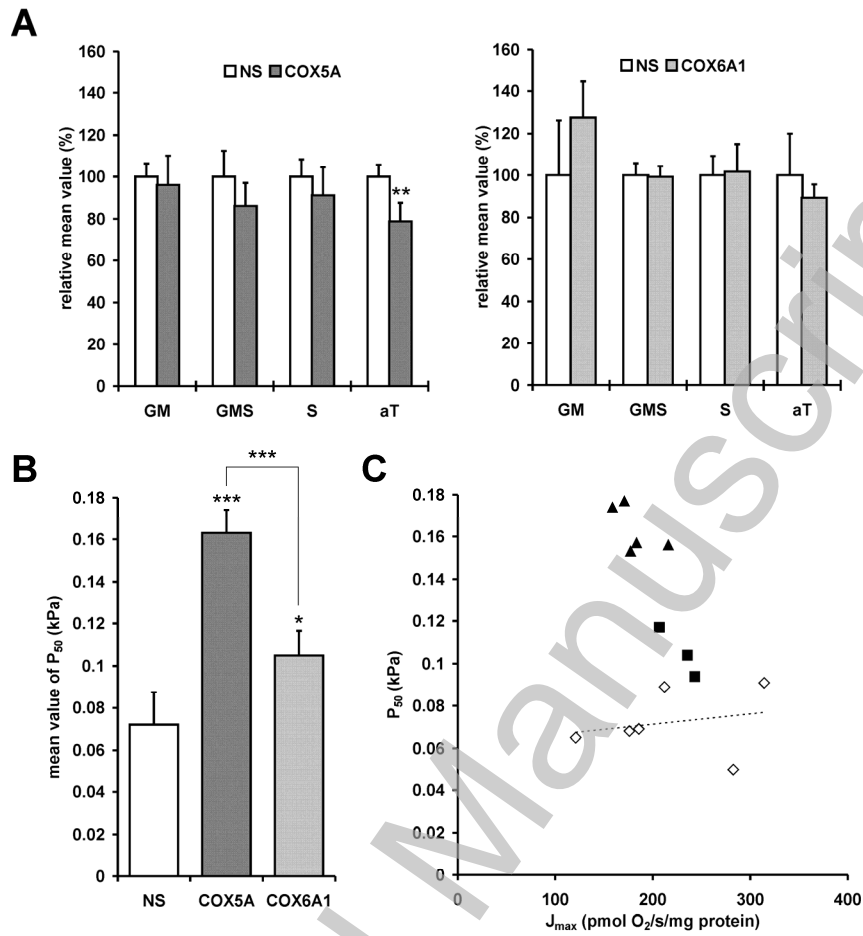 A
160
140
120
100
80
60
40
20
0
relative mean value (%)
NS COX5A
**
GM GMS S aT
160
140
120
100
80
60
40
20
0
relative mean value (%)
NS COX6A1
GM GMS S aT
B
0.18
0.16
0.14
0.12
0.1
0.08
0.06
0.04
0.02
0
mean value of P50 (kPa)
***
***
*
NS COX5A COX6A1
C
0.18
0.16
0.14
0.12
0.1
0.08
0.06
0.04
0.02
0
P50 (kPa)
0 100 200 300 400
Jmax (pmol O2/s/mg protein)
Manuscrip